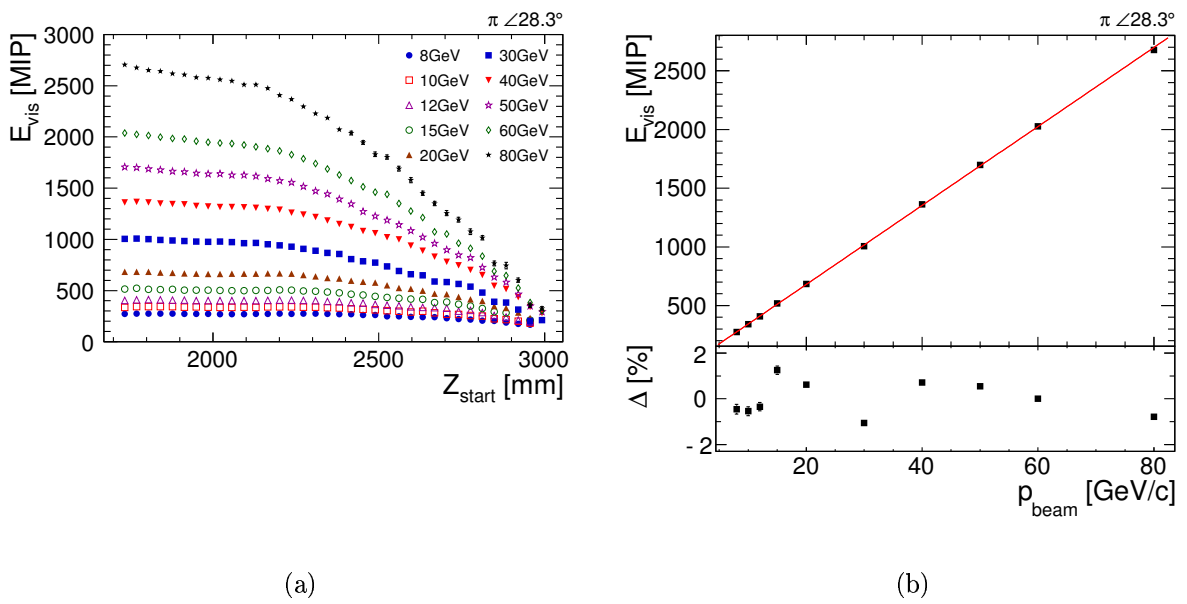 π ∠28.3°
E_vis [MIP]
3000
2500
2000
1500
1000
500
0
8GeV
10GeV
12GeV
15GeV
20GeV
30GeV
40GeV
50GeV
60GeV
80GeV
2000 2500 3000
Z_start [mm]
(a)
π ∠28.3°
E_vis [MIP]
2500
2000
1500
1000
500
Δ [%]
2
0
- 2
20 40 60 80
p_beam [GeV/c]
(b)